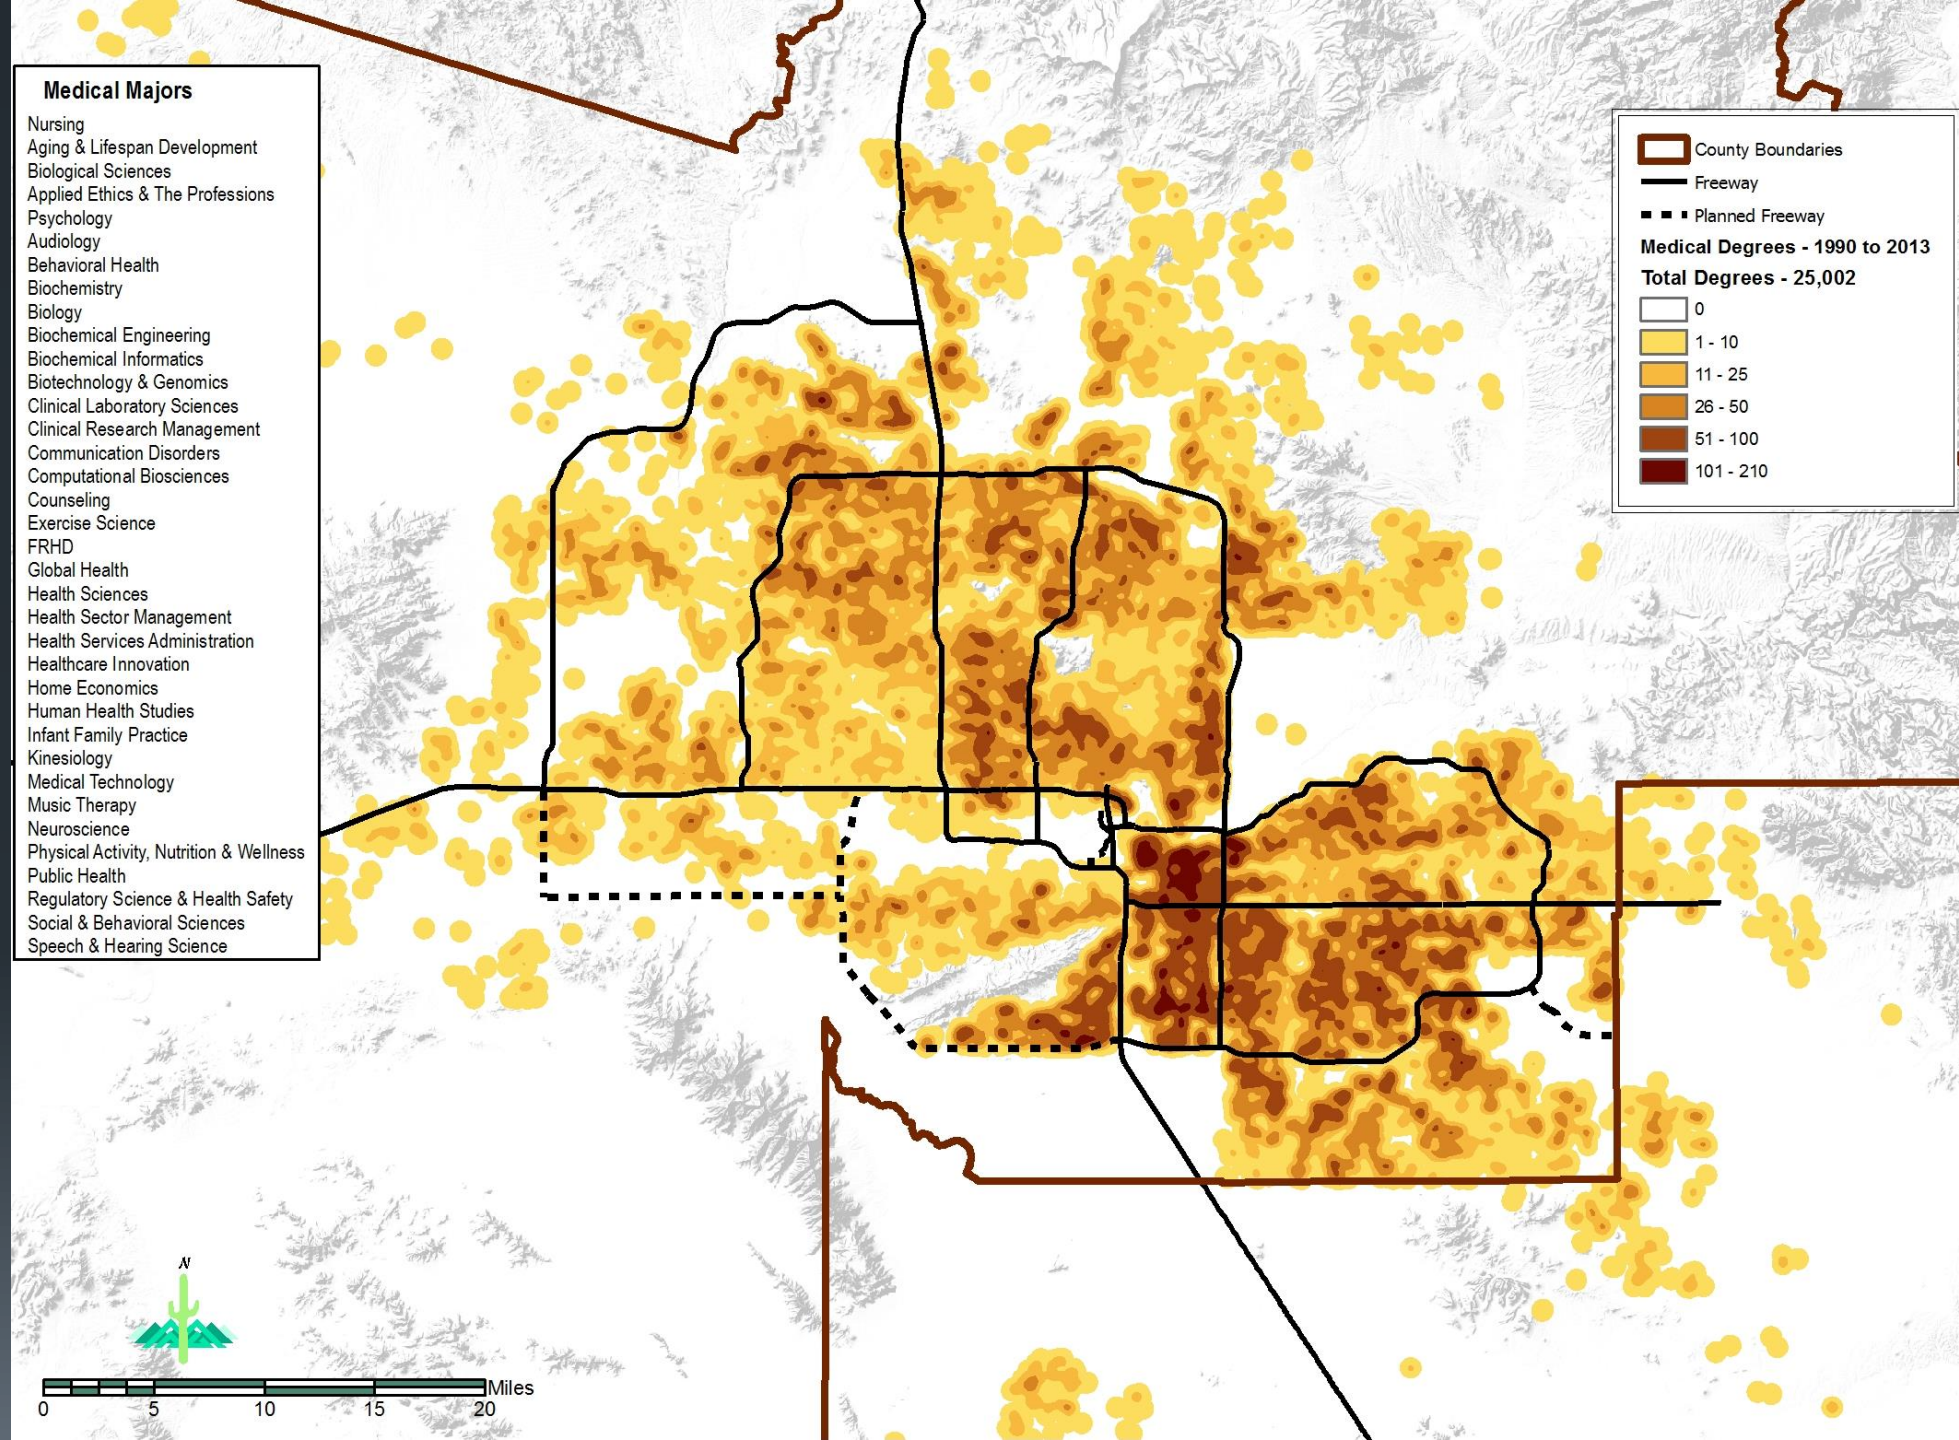 Medical Majors
Nursing
Aging & Lifespan Development
Biological Sciences
Applied Ethics & The Professions
Psychology
Audiology
Behavioral Health
Biochemistry
Biology
Biochemical Engineering
Biochemical Informatics
Biotechnology & Genomics
Clinical Laboratory Sciences
Clinical Research Management
Communication Disorders
Computational Biosciences
Counseling
Exercise Science
FRHD
Global Health
Health Sciences
Health Sector Management
Health Services Administration
Healthcare Innovation
Home Economics
Human Health Studies
Infant Family Practice
Kinesiology
Medical Technology
Music Therapy
Neuroscience
Physical Activity, Nutrition & Wellness
Public Health
Regulatory Science & Health Safety
Social & Behavioral Sciences
Speech & Hearing Science
County Boundaries
Freeway
Planned Freeway
Medical Degrees - 1990 to 2013
Total Degrees - 25,002
0
1 - 10
11 - 25
26 - 50
51 - 100
101 - 210
N
Miles
0 5 10 15 20